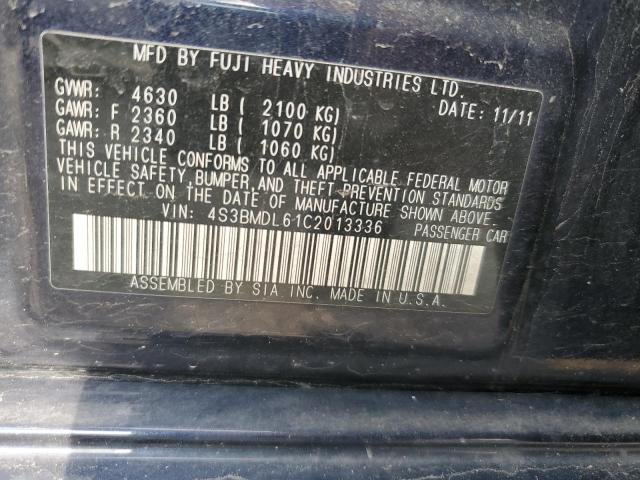 MFD BY FUJI HEAVY INDUSTRIES LTD.
GVWR: 4630 LB ( 2100 KG) DATE: 11/11
GAWR: F 2360 LB ( 1070 KG)
GAWR: R 2340 LB ( 1060 KG)
THIS VEHICLE CONFORMS TO ALL APPLICABLE FEDERAL MOTOR
VEHICLE SAFETY, BUMPER, AND THEFT PREVENTION STANDARDS
IN EFFECT ON THE DATE OF MANUFACTURE SHOWN ABOVE.
VIN: 4S3BMDL61C2013336 PASSENGER CAR
ASSEMBLED BY SIA, INC. MADE IN U.S.A.